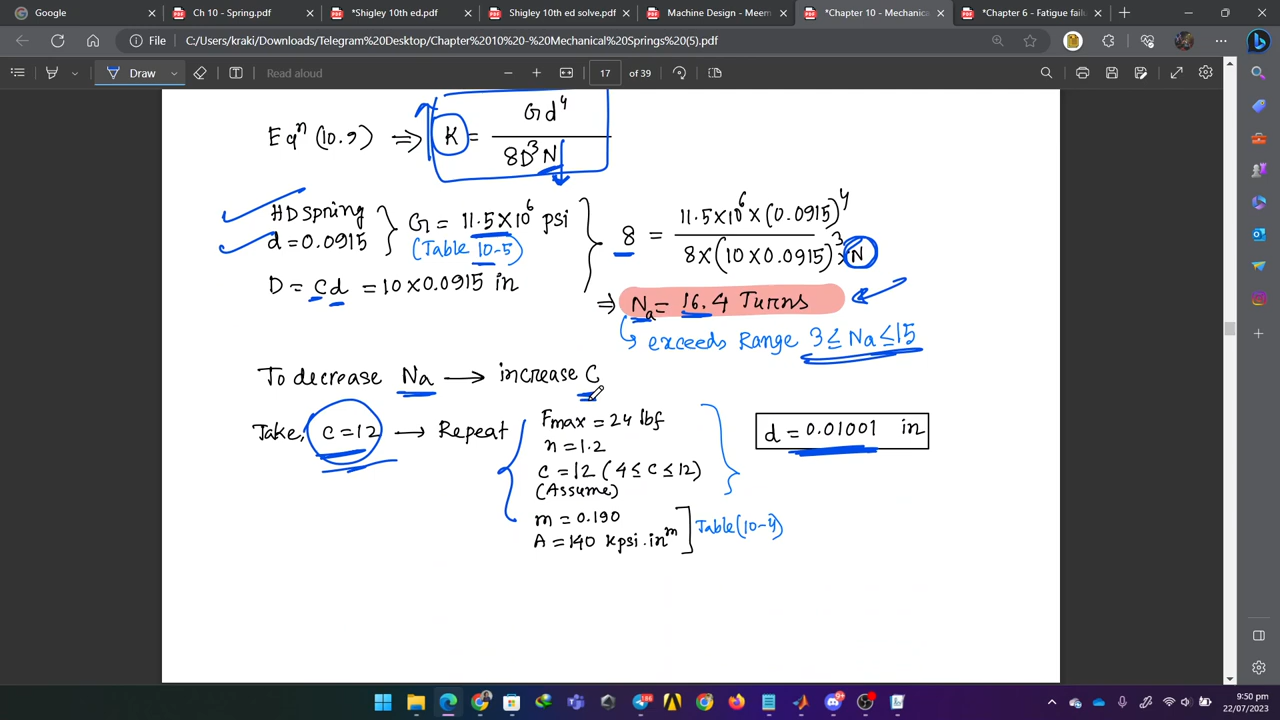 Google
Ch 10 - Spring.pdf
*Shigley 10th ed.pdf
Shigley 10th ed solve.pdf
Machine Design - Meem
*Chapter 10 - Mechanica
*Chapter 6 - Fatigue failu
File
C:/Users/kraki/Downloads/Telegram%20Desktop/Chapter%2010%20-%20Mechanical%20Springs%20(5).pdf
Draw
Read aloud
17 of 39
Eqⁿ (10.9) ⇒ K = Gd⁴ / 8D³N
HD spring
d = 0.0915
G = 11.5×10⁶ psi
(Table 10-5)
D = cd = 10×0.0915 in
8 = 11.5×10⁶×(0.0915)⁴ / 8×(10×0.0915)³×N
⇒ Na = 16.4 Turns
↳ exceeds Range 3 ≤ Na ≤ 15
To decrease Na → increase C
Take, C = 12 → Repeat
Fmax = 24 lbf
n = 1.2
C = 12 (4 ≤ C ≤ 12)
(Assume)
m = 0.190
A = 140 kpsi.inᵐ
Table (10-4)
d = 0.01001 in
9:50 pm
22/07/2023